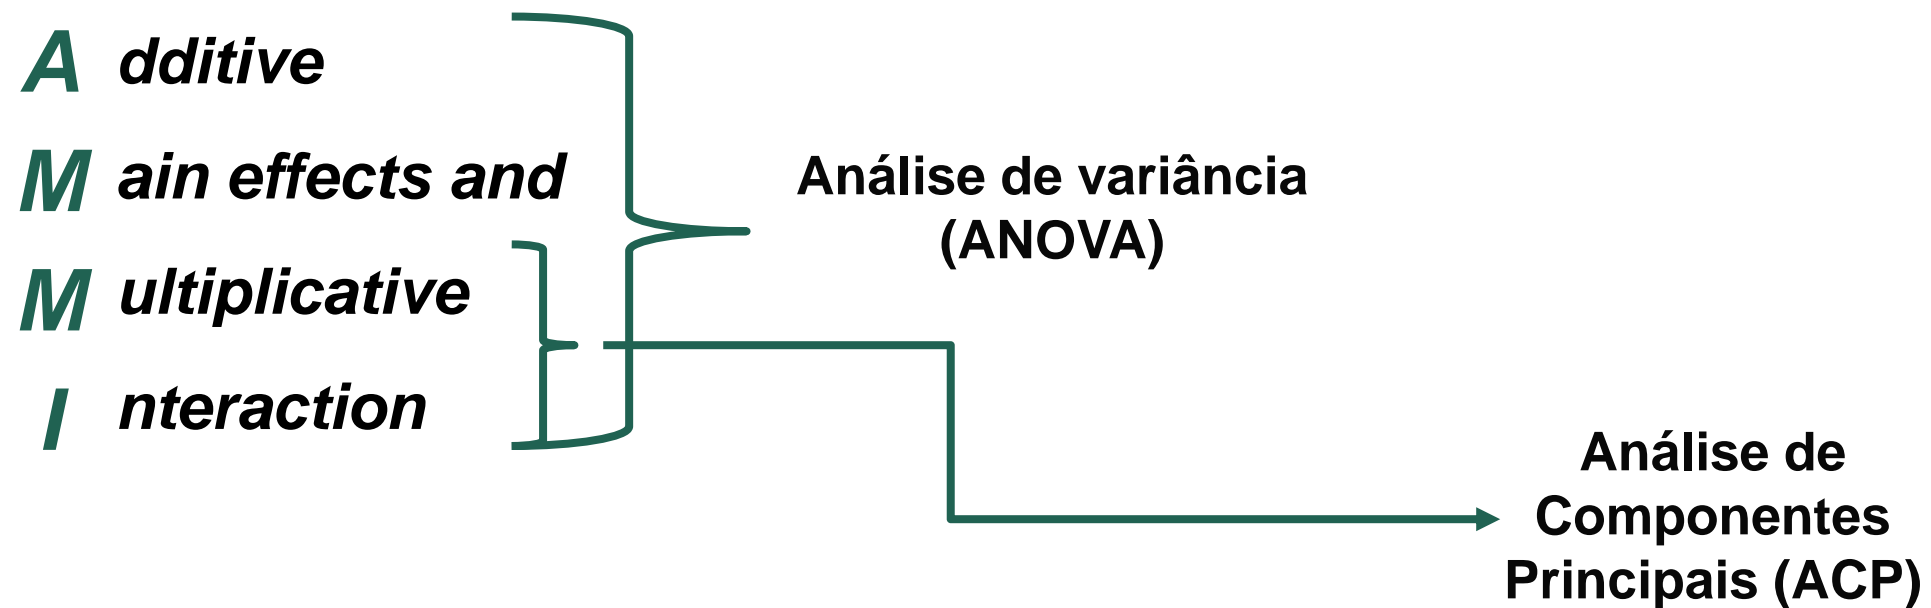 A dditive
M ain effects and
M ultiplicative
I nteraction
Análise de variância
(ANOVA)
Análise de
Componentes
Principais (ACP)